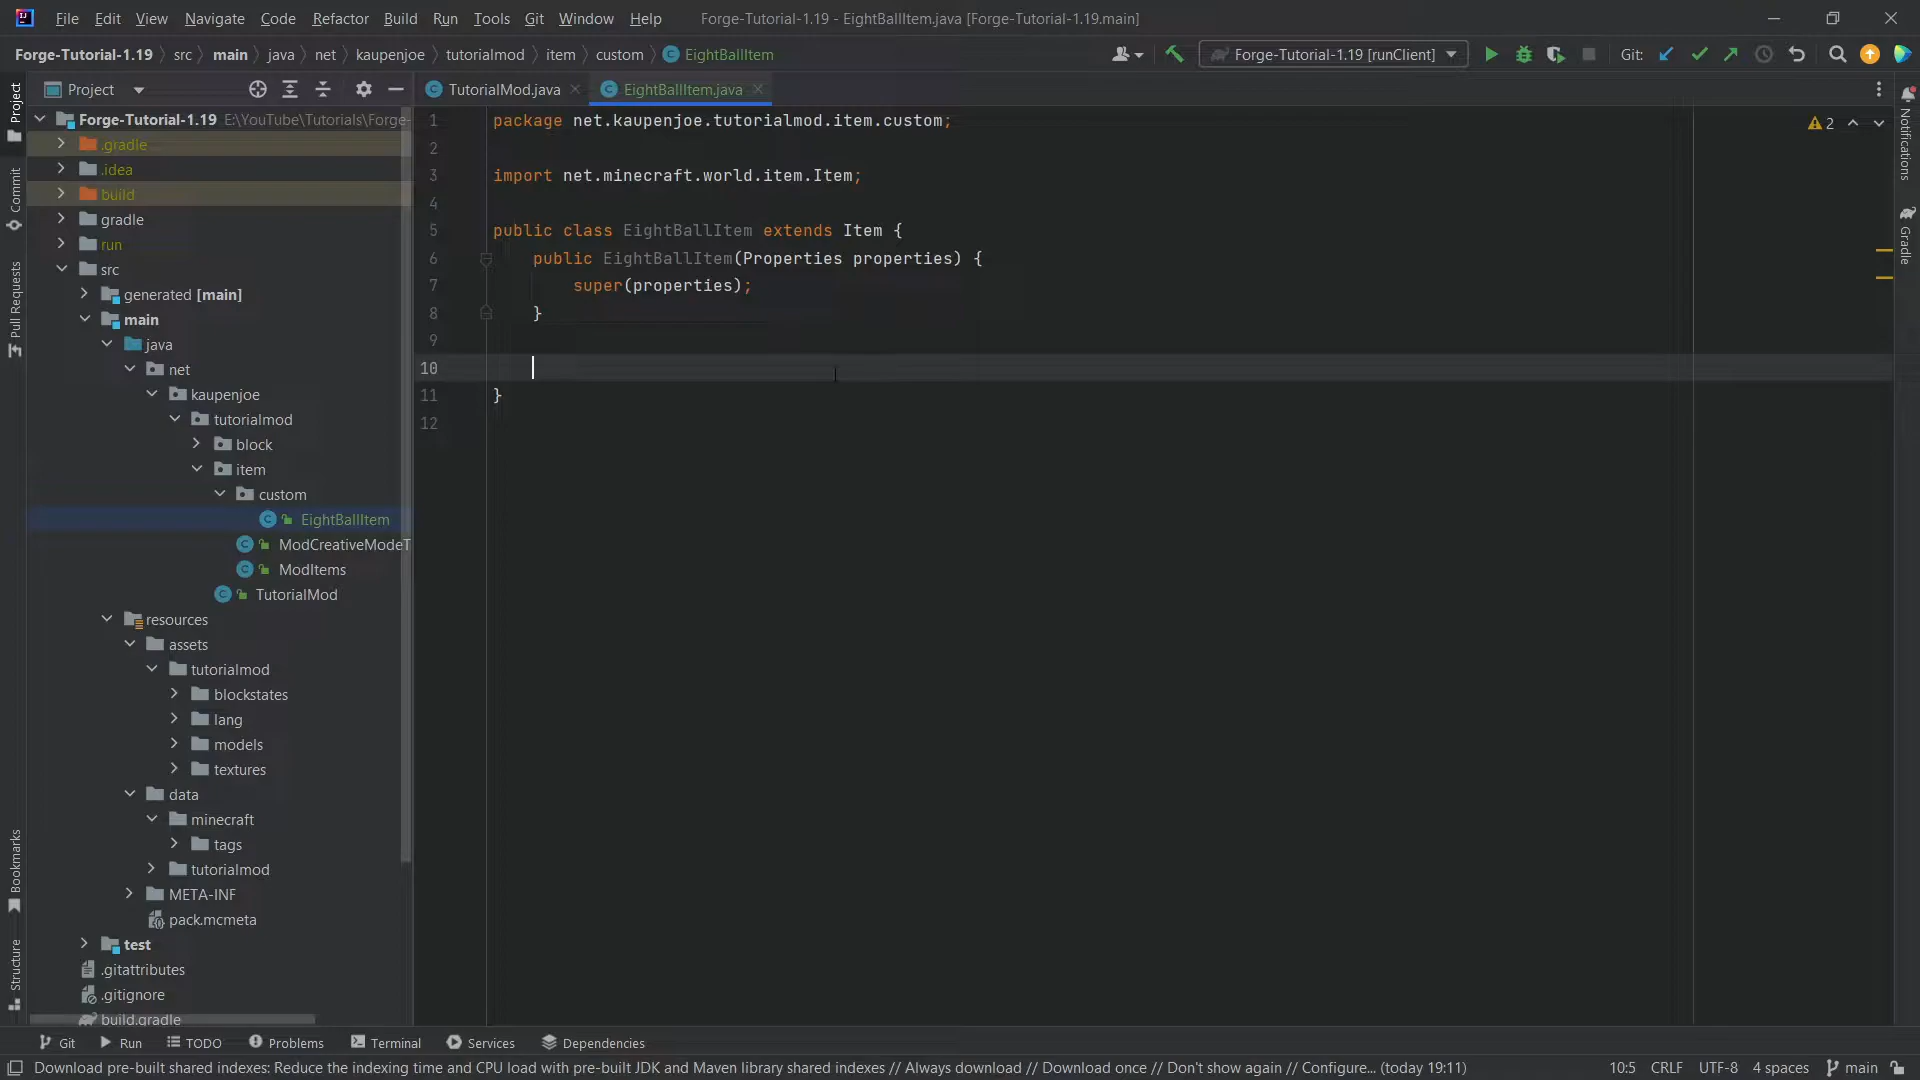 File Edit View Navigate Code Refactor Build Run Tools Git Window Help Forge-Tutorial-1.19 - EightBallItem.java [Forge-Tutorial-1.19.main]
Forge-Tutorial-1.19 src main java net kaupenjoe tutorialmod item custom EightBallItem Forge-Tutorial-1.19 [runClient] Git:
Project TutorialMod.java EightBallItem.java
Forge-Tutorial-1.19 E:\YouTube\Tutorials\Forge-
.gradle
.idea
build
gradle
run
src
generated [main]
main
java
net
kaupenjoe
tutorialmod
block
item
custom
EightBallItem
ModCreativeModeT
ModItems
TutorialMod
resources
assets
tutorialmod
blockstates
lang
models
textures
data
minecraft
tags
tutorialmod
META-INF
pack.mcmeta
test
.gitattributes
.gitignore
build.gradle
1 package net.kaupenjoe.tutorialmod.item.custom;
2
3 import net.minecraft.world.item.Item;
4
5 public class EightBallItem extends Item {
6 public EightBallItem(Properties properties) {
7 super(properties);
8 }
9
10
11 }
12
2
Project
Commit
Pull Requests
Bookmarks
Structure
Notifications
Gradle
Git Run TODO Problems Terminal Services Dependencies
Download pre-built shared indexes: Reduce the indexing time and CPU load with pre-built JDK and Maven library shared indexes // Always download // Download once // Don't show again // Configure... (today 19:11) 10:5 CRLF UTF-8 4 spaces main